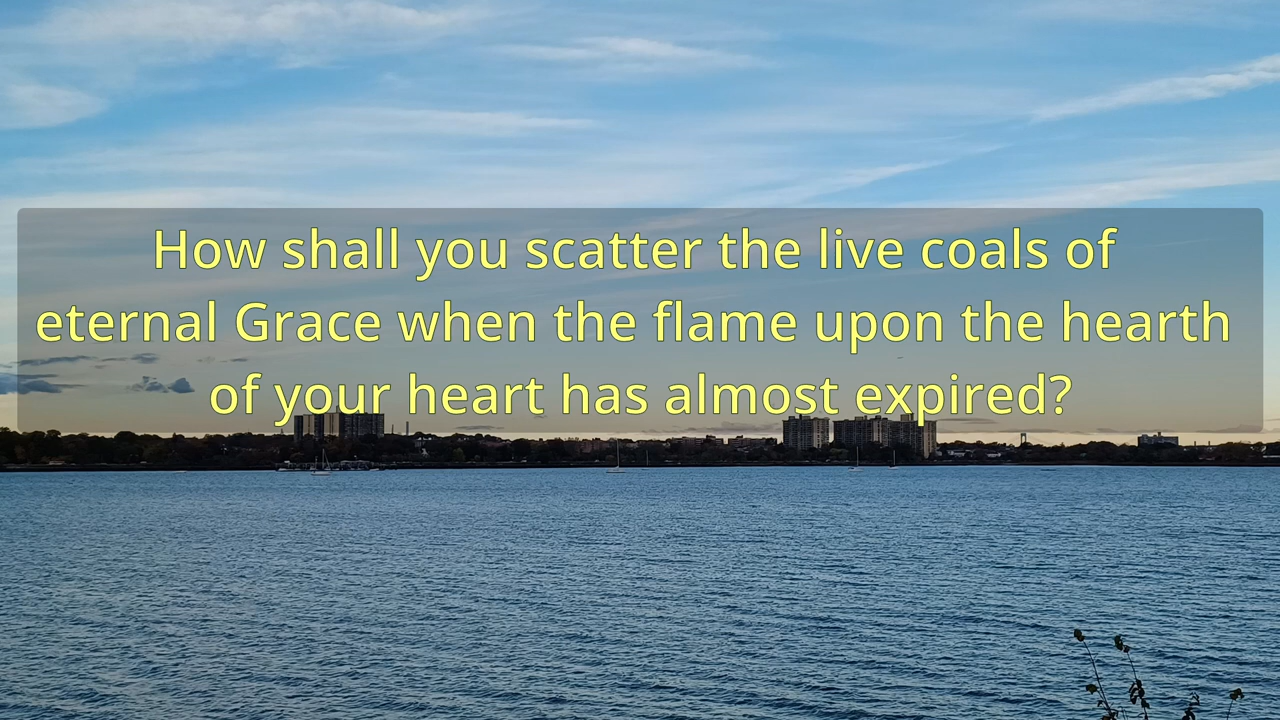 How shall you scatter the live coals of
eternal Grace when the flame upon the hearth
of your heart has almost expired?